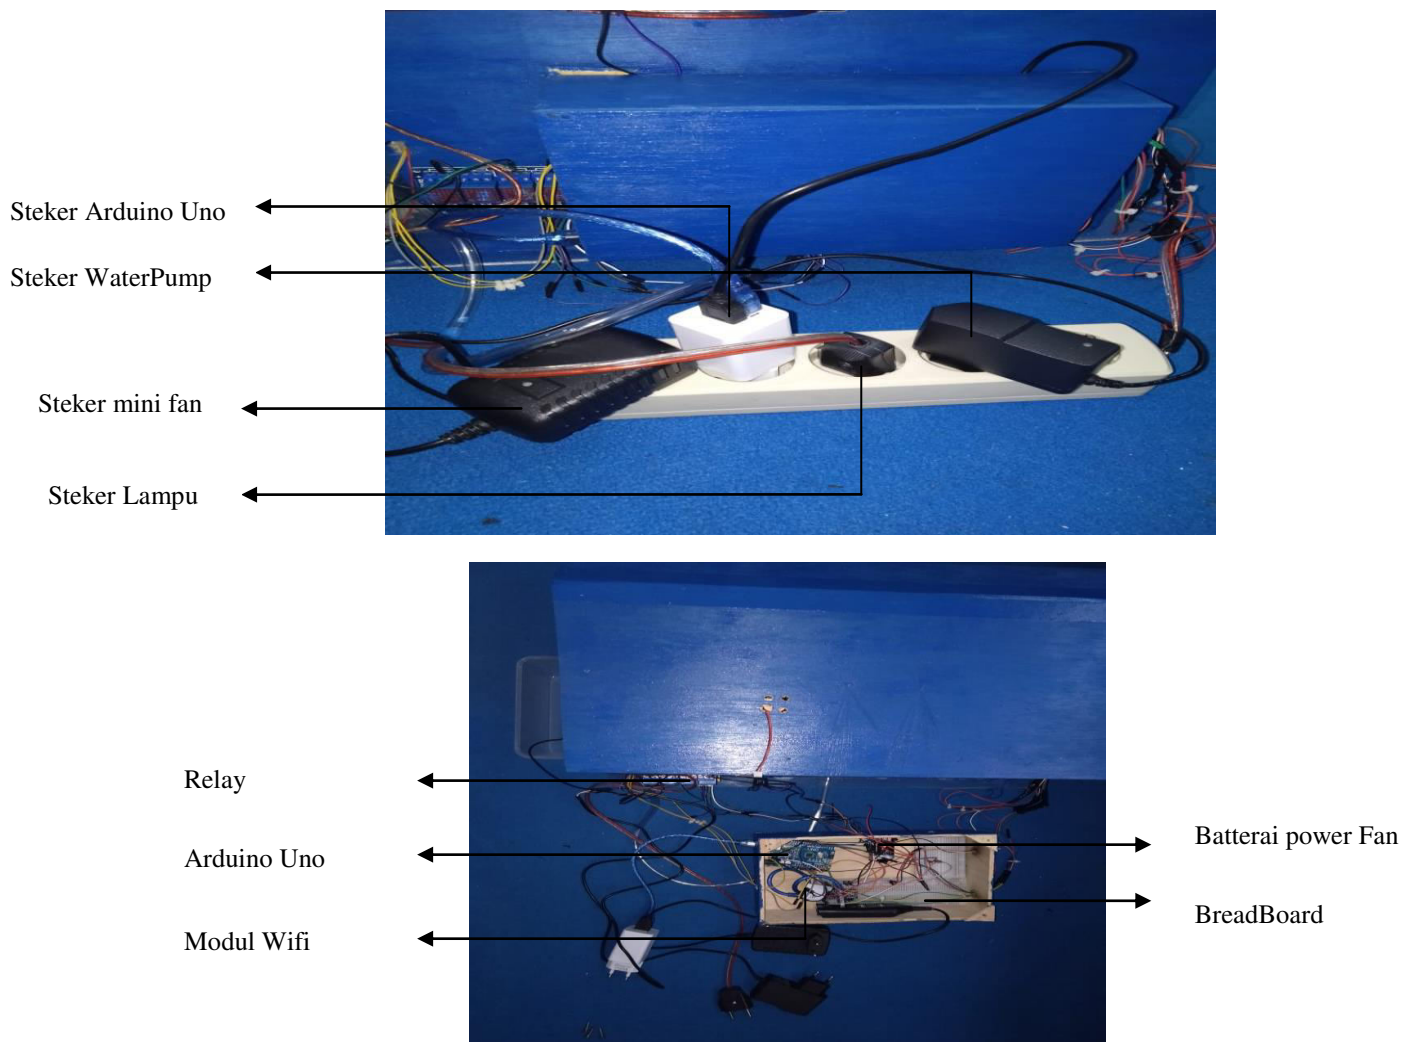 Steker Arduino Uno
Steker WaterPump
Steker mini fan
Steker Lampu
Relay
Arduino Uno
Modul Wifi
Batterai power Fan
BreadBoard